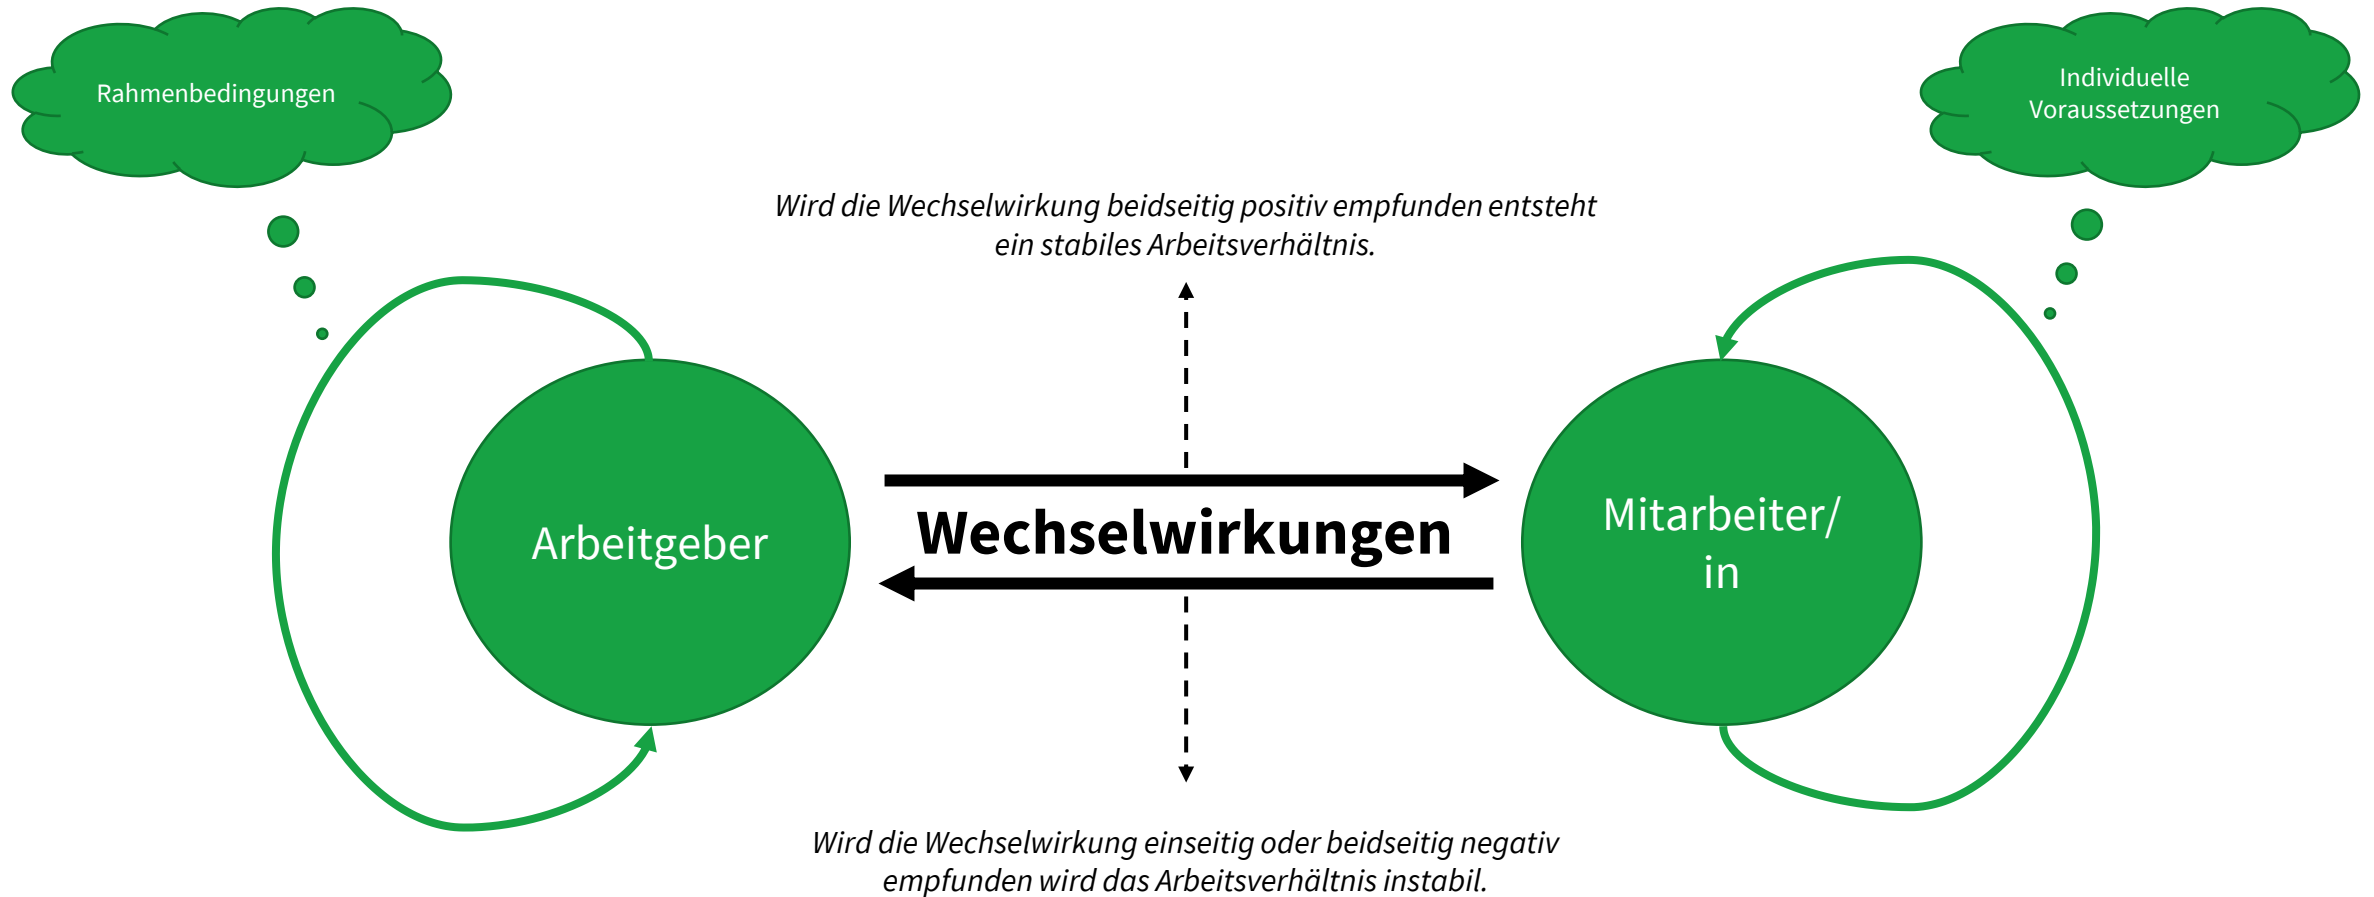 Rahmenbedingungen
Individuelle
Voraussetzungen
Wird die Wechselwirkung beidseitig positiv empfunden entsteht
ein stabiles Arbeitsverhältnis.
Arbeitgeber
Wechselwirkungen
Mitarbeiter/
in
Wird die Wechselwirkung einseitig oder beidseitig negativ
empfunden wird das Arbeitsverhältnis instabil.